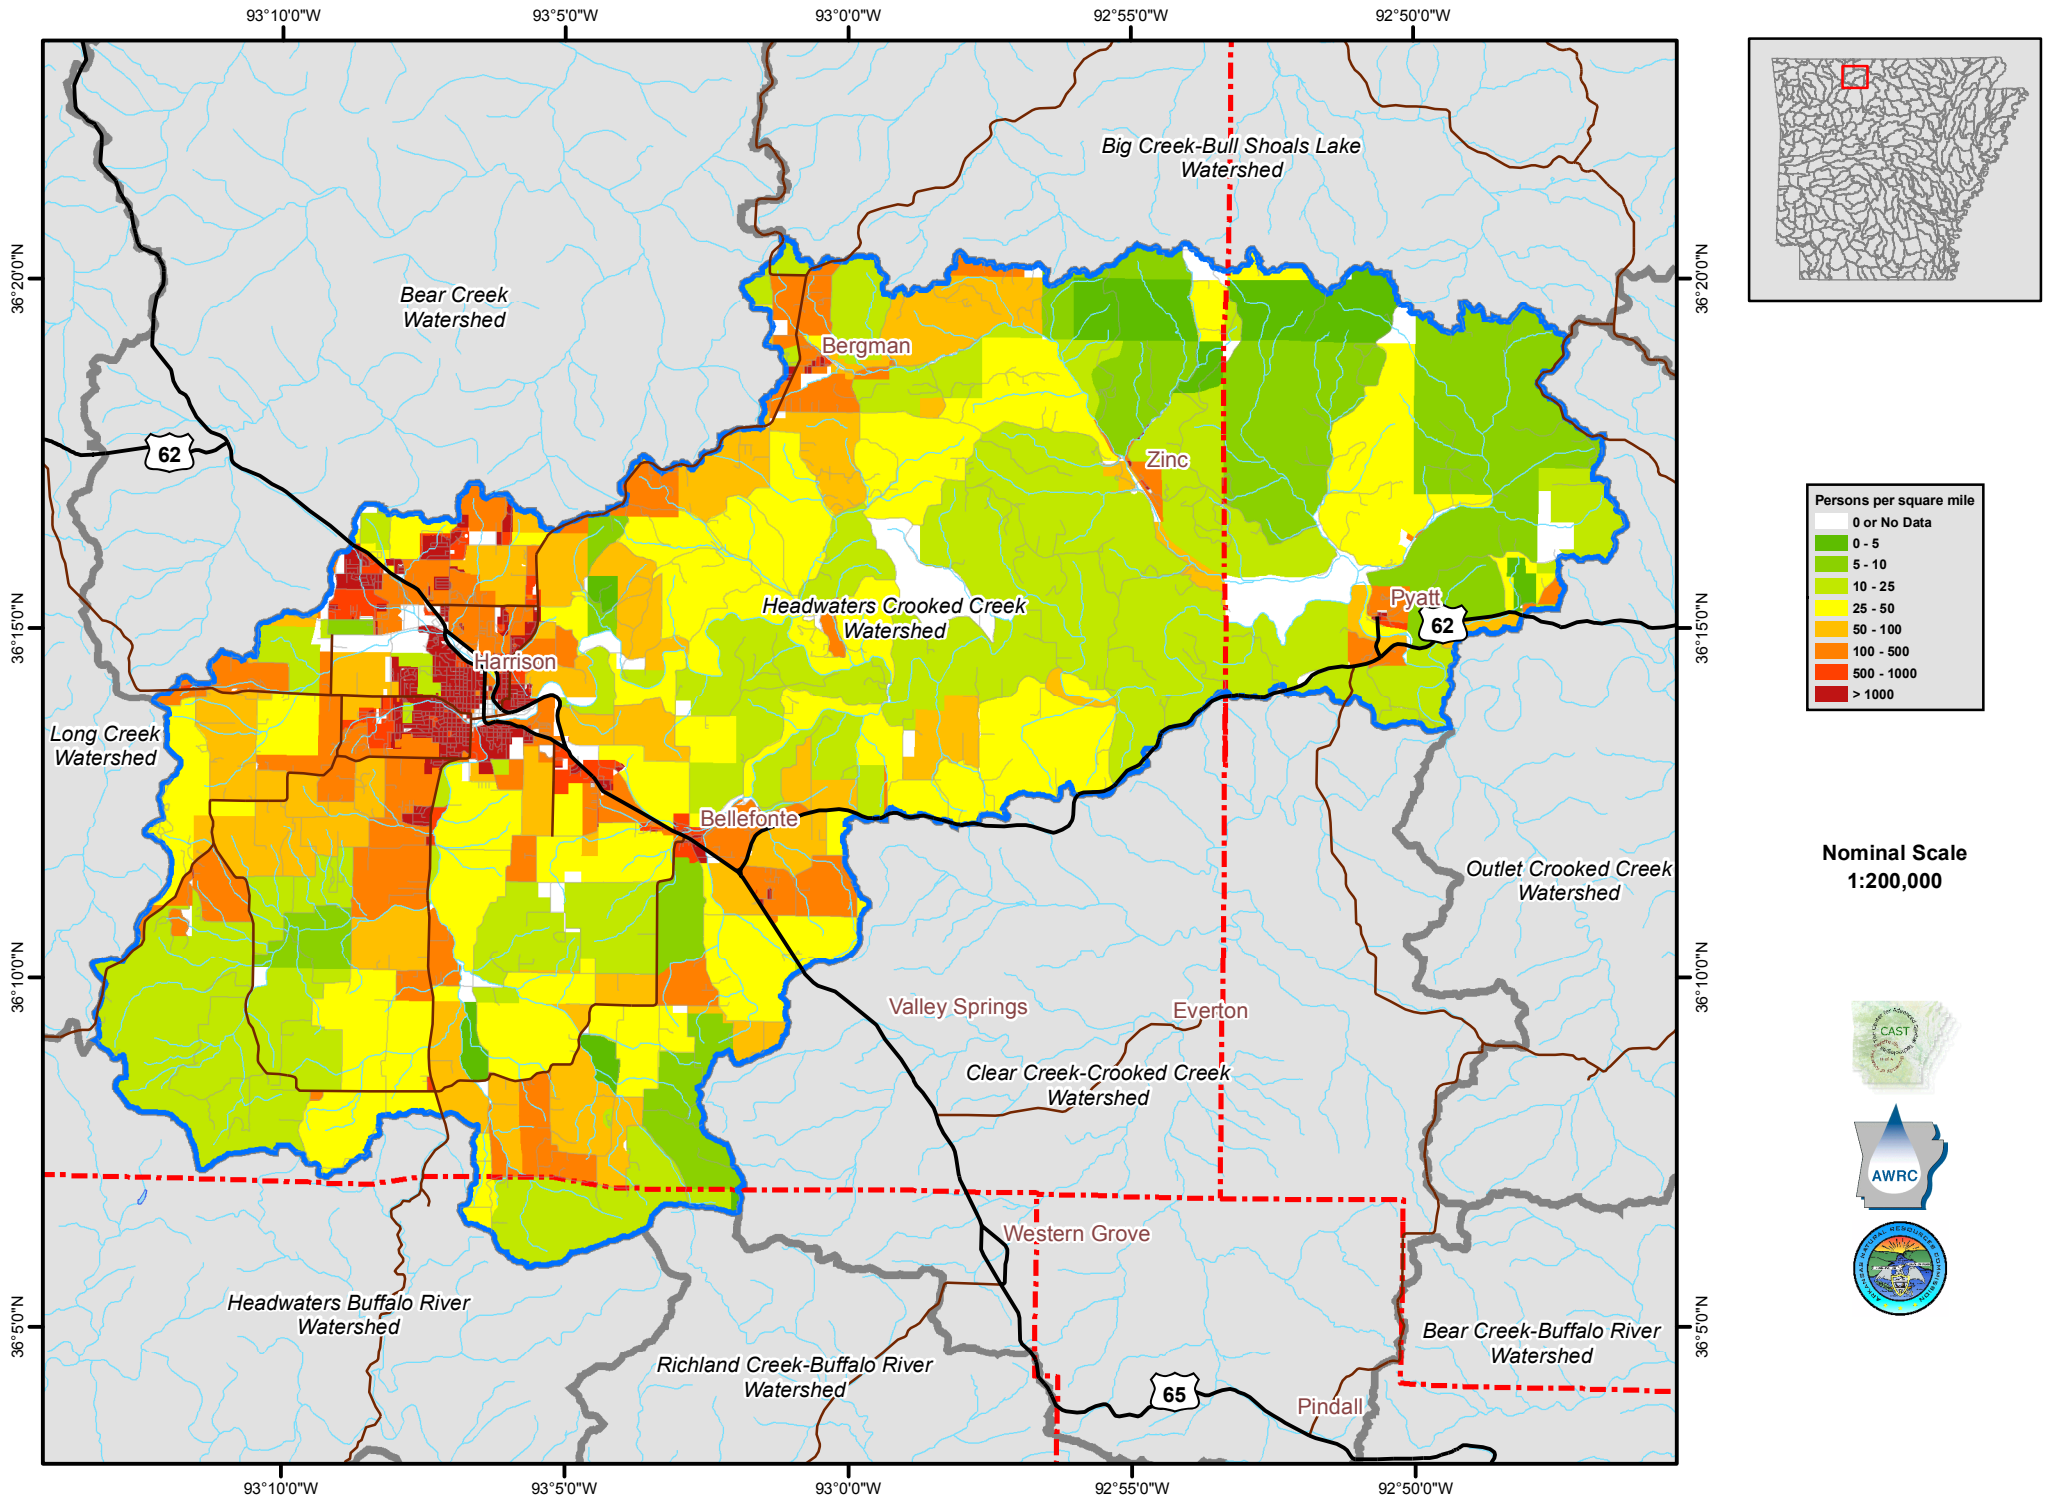 93°10'0"W
93°5'0"W
93°0'0"W
92°55'0"W
92°50'0"W
36°20'0"N
36°15'0"N
36°10'0"N
36°5'0"N
36°20'0"N
36°15'0"N
36°10'0"N
36°5'0"N
Big Creek-Bull Shoals Lake
Watershed
Bear Creek
Watershed
Bergman
62
Zinc
Headwaters Crooked Creek
Watershed
Pyatt
62
Harrison
Long Creek
Watershed
Bellefonte
Outlet Crooked Creek
Watershed
Valley Springs
Everton
Clear Creek-Crooked Creek
Watershed
Western Grove
Headwaters Buffalo River
Watershed
Richland Creek-Buffalo River
Watershed
Bear Creek-Buffalo River
Watershed
65
Pindall
93°10'0"W
93°5'0"W
93°0'0"W
92°55'0"W
92°50'0"W
Persons per square mile
0 or No Data
0 - 5
5 - 10
10 - 25
25 - 50
50 - 100
100 - 500
500 - 1000
> 1000
Nominal Scale
1:200,000
CAST
AWRC
ARKANSAS NATURAL RESOURCES COMMISSION